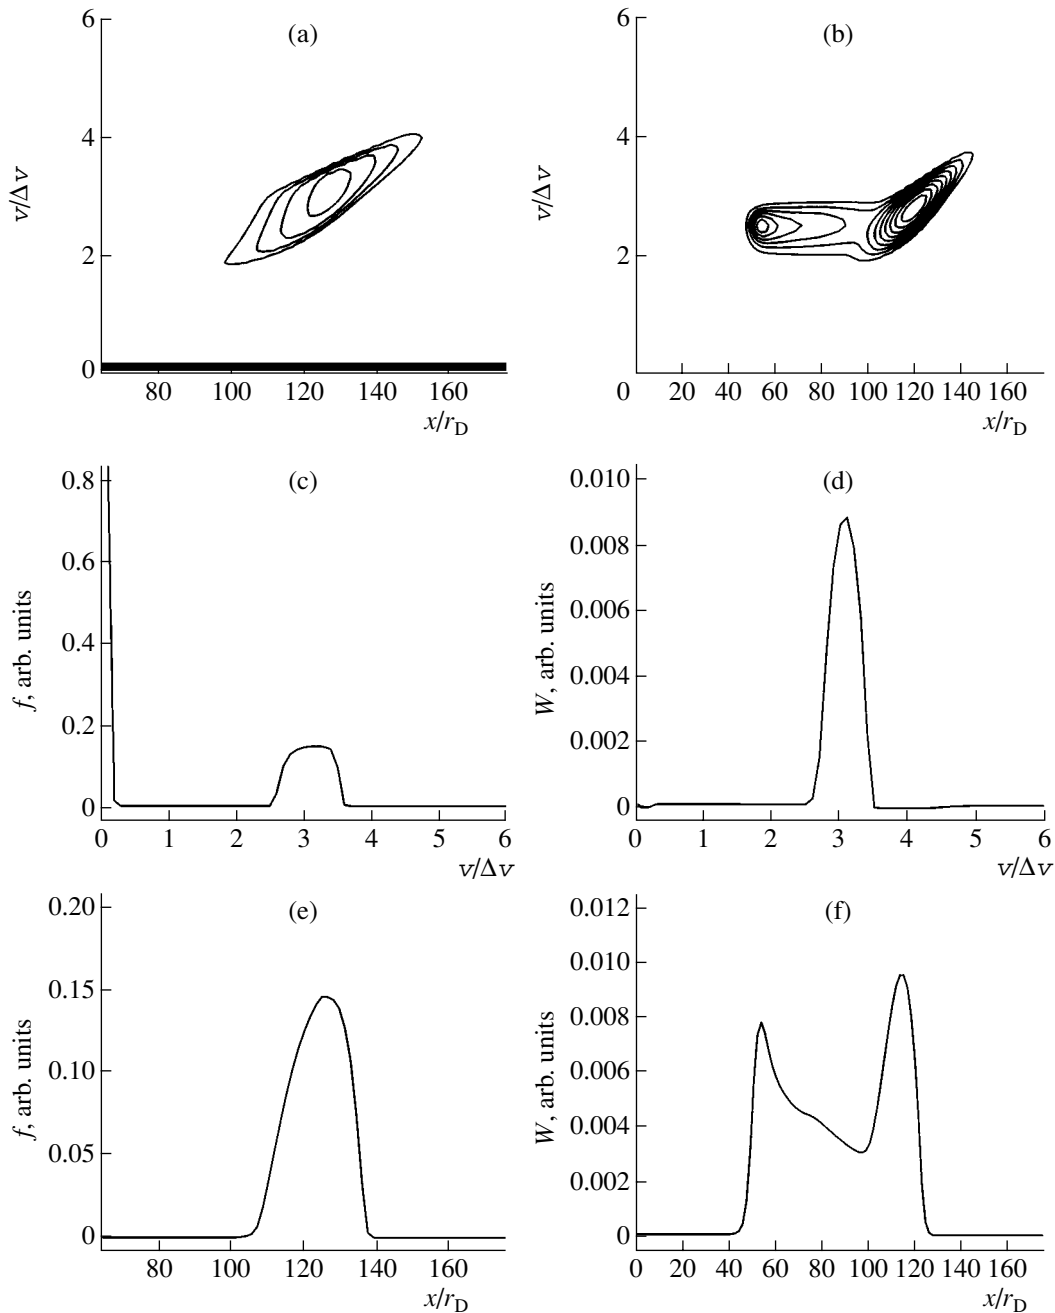 (a)
6
4
2
0
v/Δv
80 100 120 140 160
x/r_D
(b)
6
4
2
0
v/Δv
20 40 60 80 100 120 140 160
x/r_D
(c)
0.8
0.6
0.4
0.2
0
f, arb. units
0 1 2 3 4 5 6
v/Δv
(d)
0.010
0.008
0.006
0.004
0.002
0
W, arb. units
0 1 2 3 4 5 6
v/Δv
(e)
0.20
0.15
0.10
0.05
0
f, arb. units
80 100 120 140 160
x/r_D
(f)
0.012
0.010
0.008
0.006
0.004
0.002
0
W, arb. units
0 20 40 60 80 100 120 140 160
x/r_D